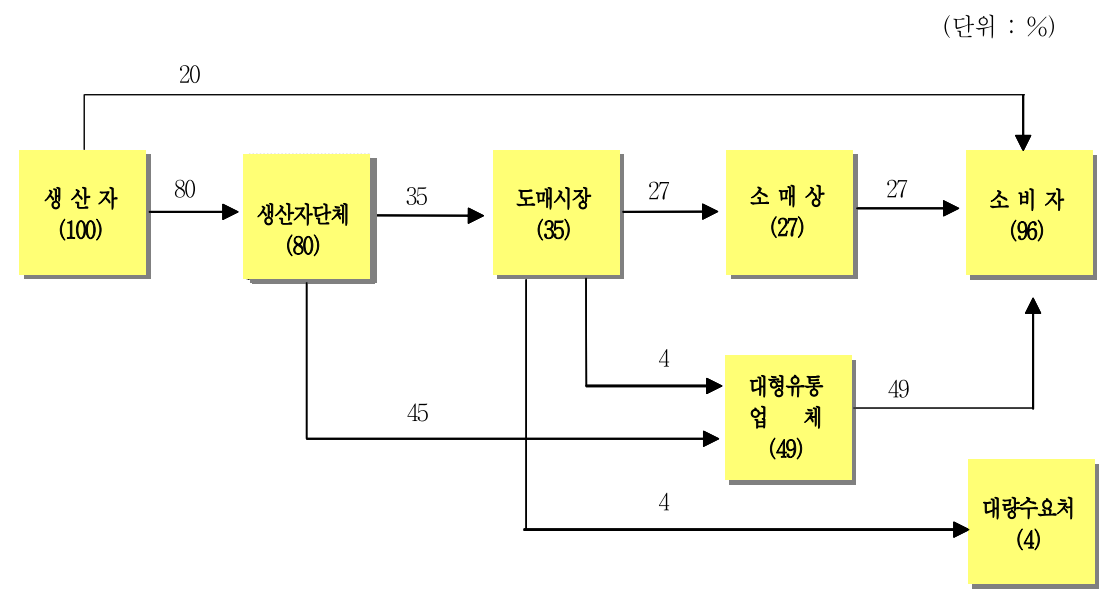 (단위 : %)
20
생 산 자
(100)
80
생산자단체
(80)
35
도매시장
(35)
27
소 매 상
(27)
27
소 비 자
(96)
4
대형유통
업 체
(49)
49
45
4
대량수요처
(4)